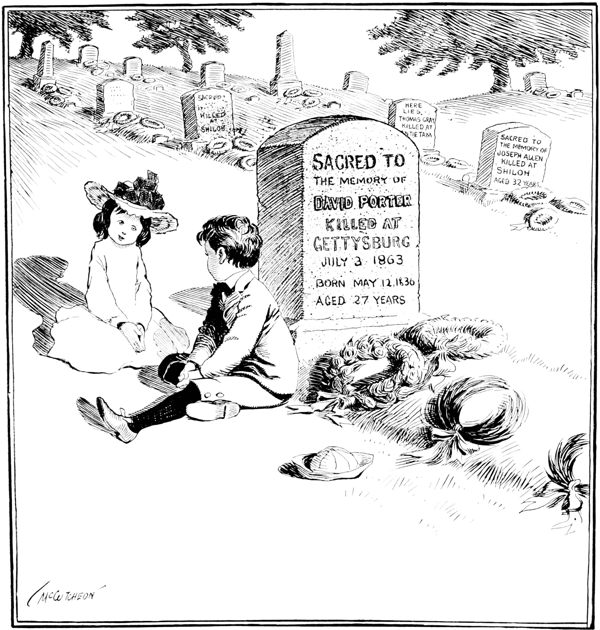 SACRED TO
THE MEMORY OF
DAVID PORTER
KILLED AT
GETTYSBURG
JULY 3 1863
BORN MAY 12, 1836
AGED 27 YEARS
SACRED
KILLED
AT
SHILOH
HERE
LIES
THOMAS GRAY
KILLED AT
SACRED TO
THE MEMORY OF
JOSEPH ALLEN
KILLED AT
SHILOH
AGED 32 YEARS
McCUTCHEON